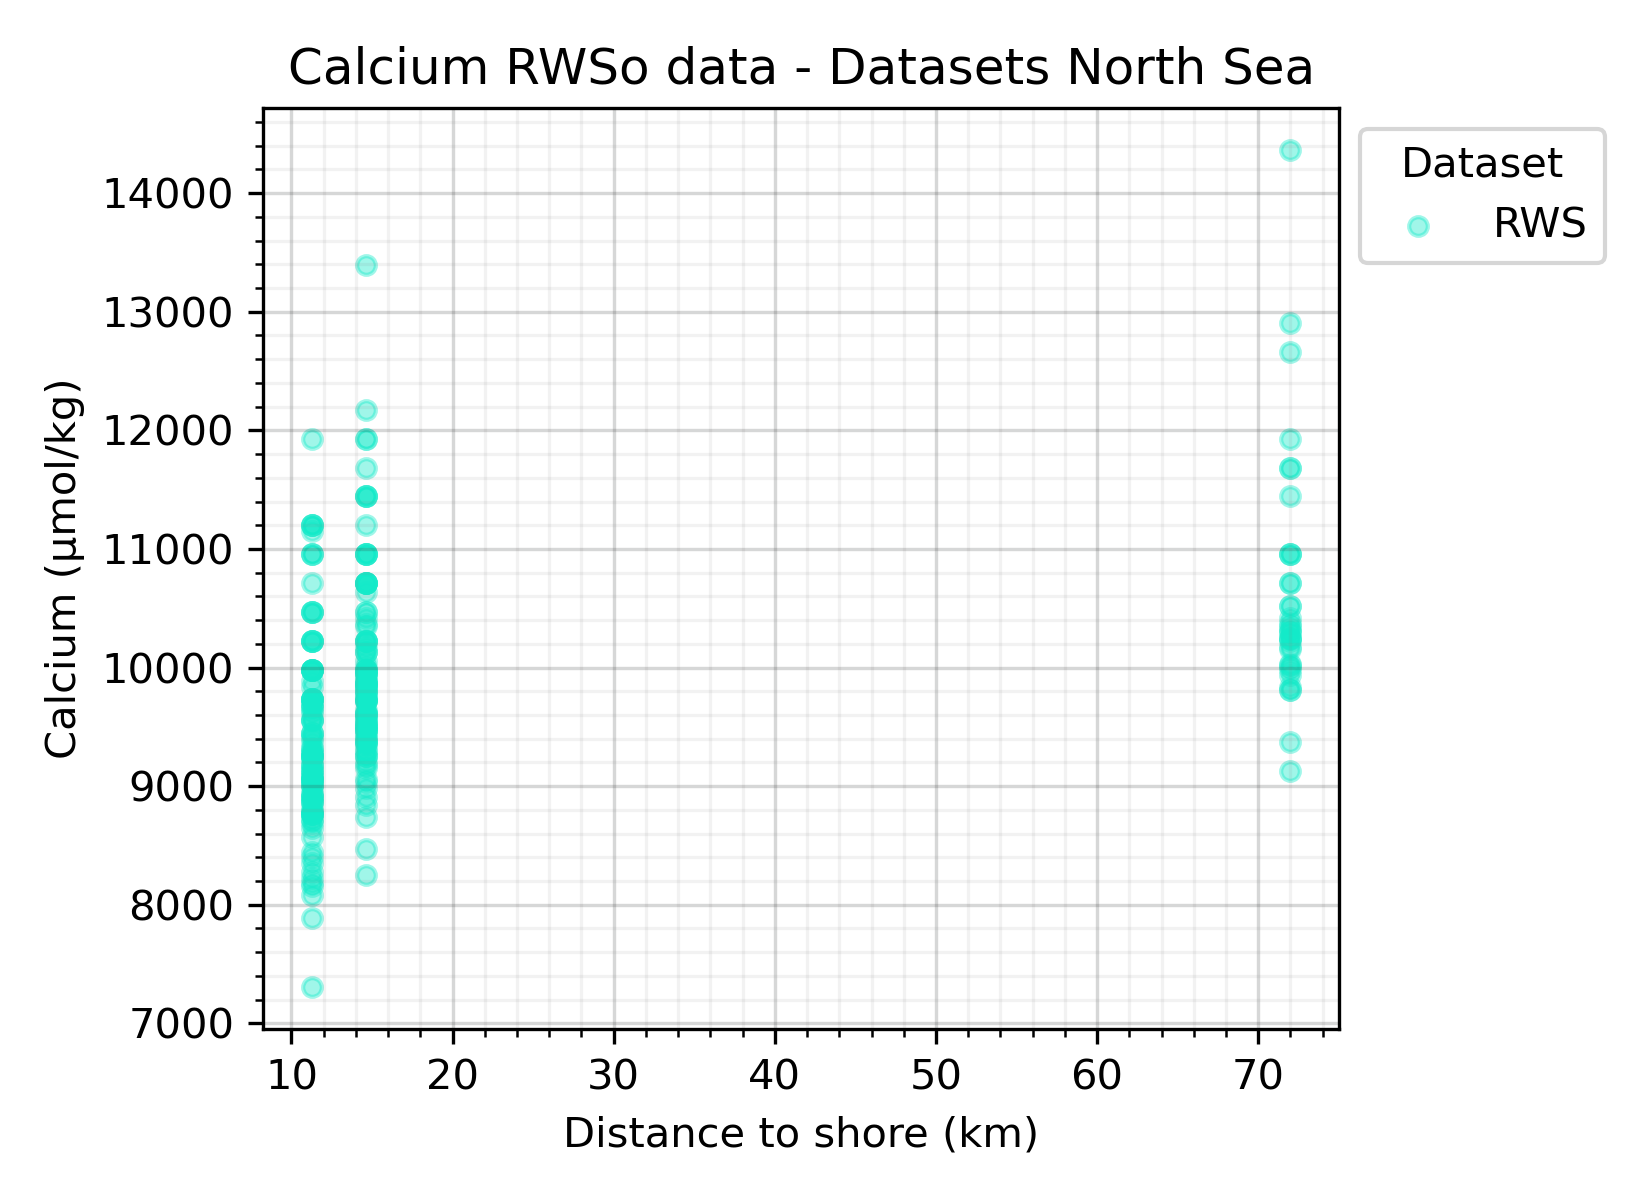 Calcium RWSo data - Datasets North Sea
Dataset
RWS
14000
13000
12000
11000
10000
9000
8000
7000
Calcium (µmol/kg)
10 20 30 40 50 60 70
Distance to shore (km)